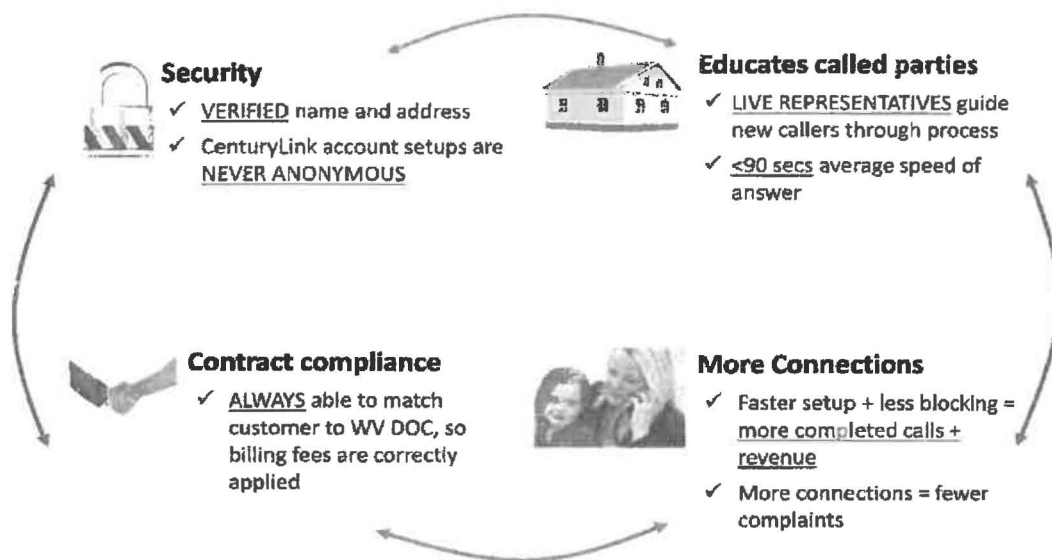 Security
✓ VERIFIED name and address
✓ CenturyLink account setups are
NEVER ANONYMOUS
Educates called parties
✓ LIVE REPRESENTATIVES guide
new callers through process
✓ <90 secs average speed of
answer
Contract compliance
✓ ALWAYS able to match
customer to WV DOC, so
billing fees are correctly
applied
More Connections
✓ Faster setup + less blocking =
more completed calls +
revenue
✓ More connections = fewer
complaints